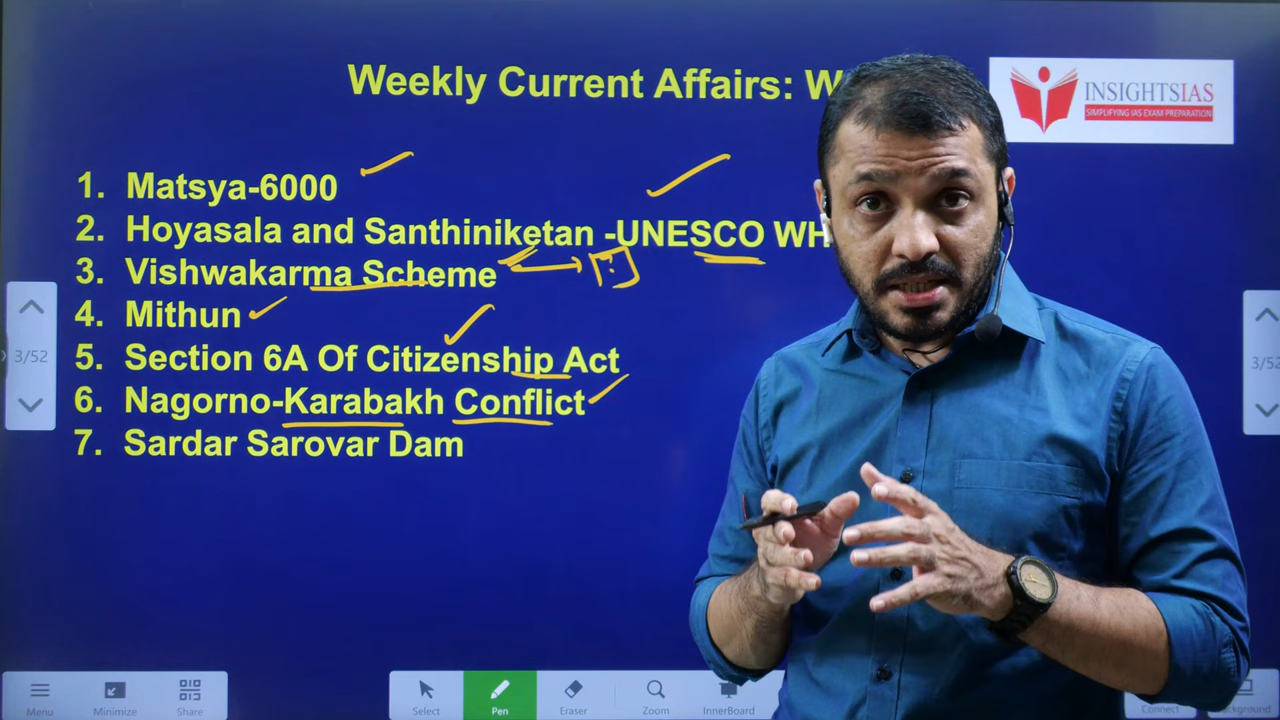 Weekly Current Affairs:
INSIGHTSIAS
SIMPLIFYING IAS EXAM PREPARATION
1. Matsya-6000
2. Hoyasala and Santhiniketan -UNESCO WH
3. Vishwakarma Scheme
4. Mithun
5. Section 6A Of Citizenship Act
6. Nagorno-Karabakh Conflict
7. Sardar Sarovar Dam
3/52
3/52
Menu
Minimize
Share
Select
Pen
Eraser
Zoom
InnerBoard
Connect